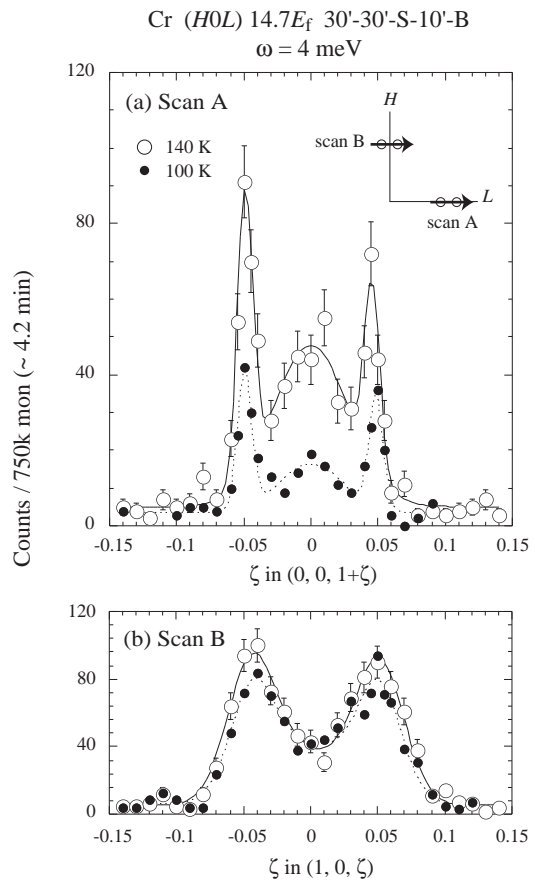 Cr (H0L) 14.7E_f 30'-30'-S-10'-B
ω = 4 meV
(a) Scan A
140 K
100 K
H
scan B
L
scan A
120
80
40
0
-0.15 -0.1 -0.05 0 0.05 0.1 0.15
ζ in (0, 0, 1+ζ)
Counts / 750k mon (~ 4.2 min)
(b) Scan B
120
80
40
0
-0.15 -0.1 -0.05 0 0.05 0.1 0.15
ζ in (1, 0, ζ)